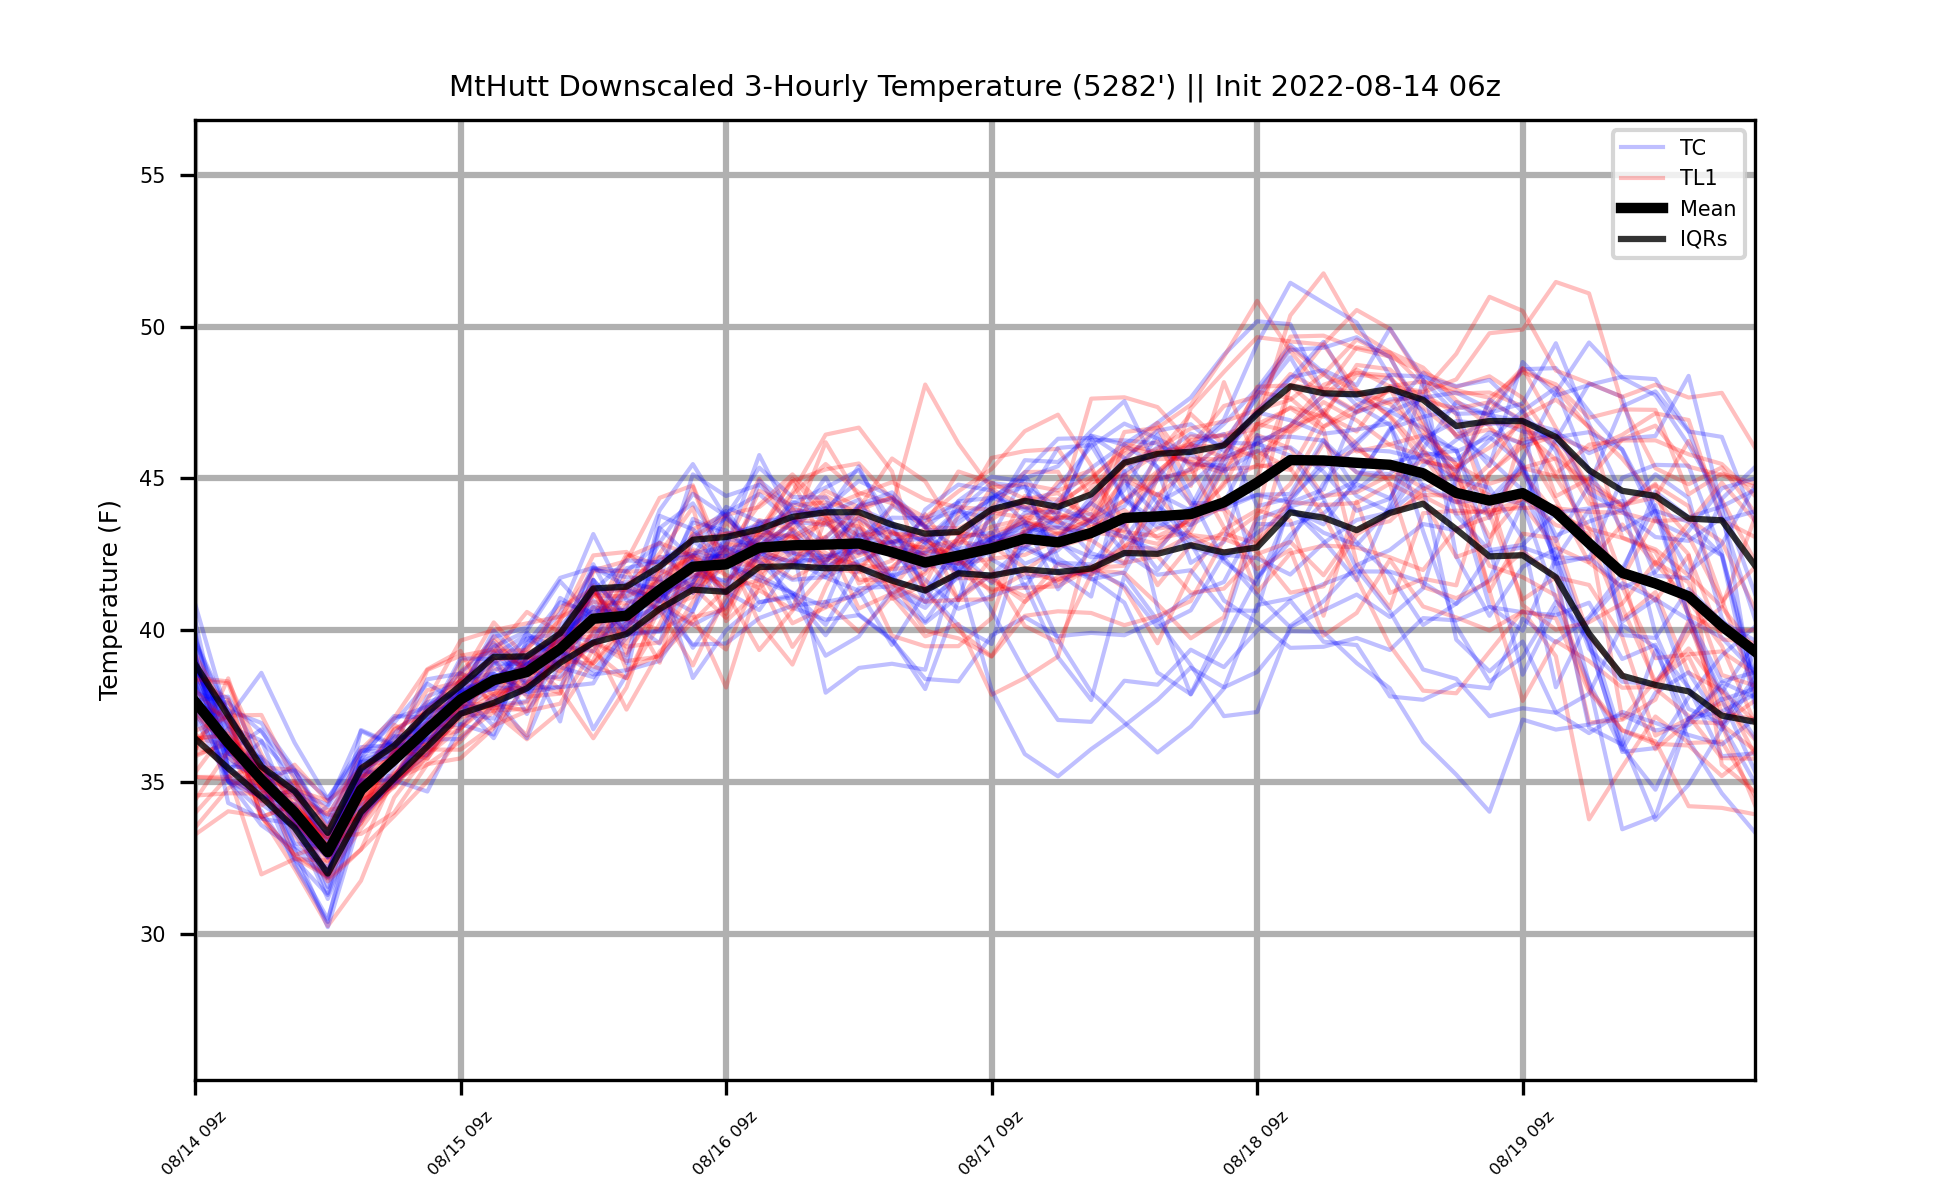 MtHutt Downscaled 3-Hourly Temperature (5282') || Init 2022-08-14 06z
TC
TL1
Mean
IQRs
Temperature (F)
55
50
45
40
35
30
08/14 09z
08/15 09z
08/16 09z
08/17 09z
08/18 09z
08/19 09z